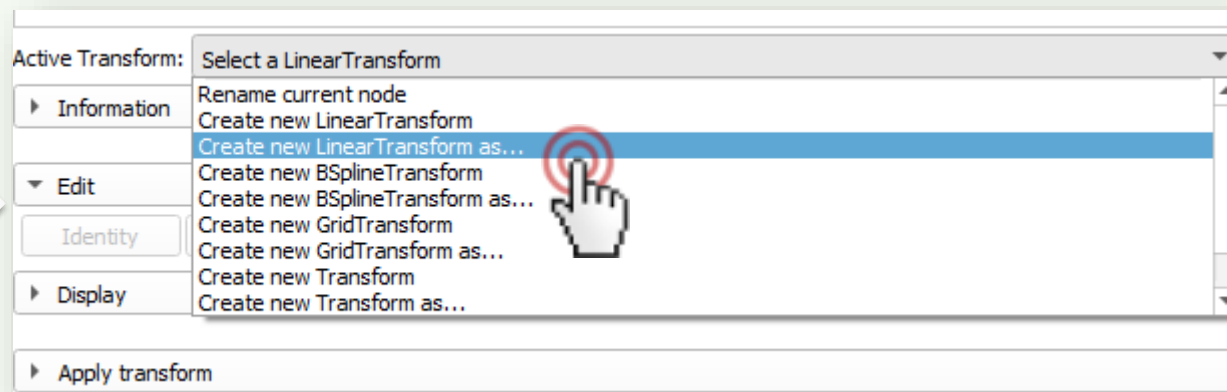 Active Transform: Select a LinearTransform
Information
Rename current node
Create new LinearTransform
Create new LinearTransform as...
Edit
Create new BSplineTransform
Create new BSplineTransform as...
Identity
Create new GridTransform
Create new GridTransform as...
Display
Create new Transform
Create new Transform as...
Apply transform